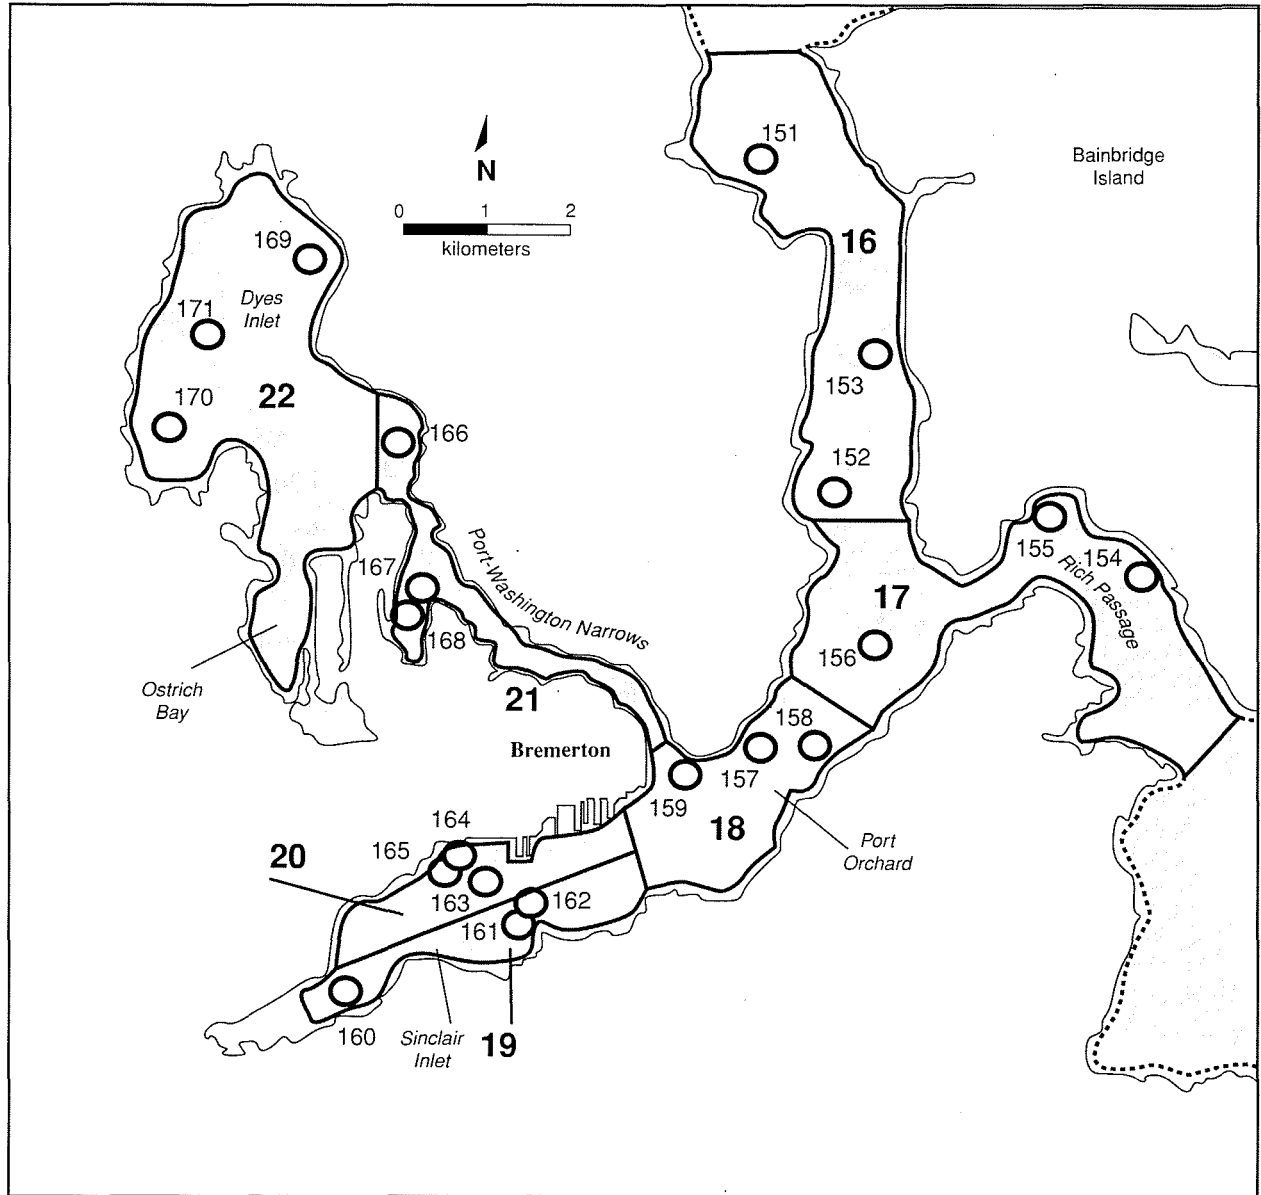 151
Bainbridge
Island
N
0 1 2
kilometers
169
16
Dyes
Inlet
171
153
22
170
166
152
155
154
Rich Passage
167
Port-Washington Narrows
17
168
156
Ostrich
Bay
21
158
Bremerton
157
159
164
18
Port
Orchard
165
20
163
162
161
160
Sinclair
Inlet
19